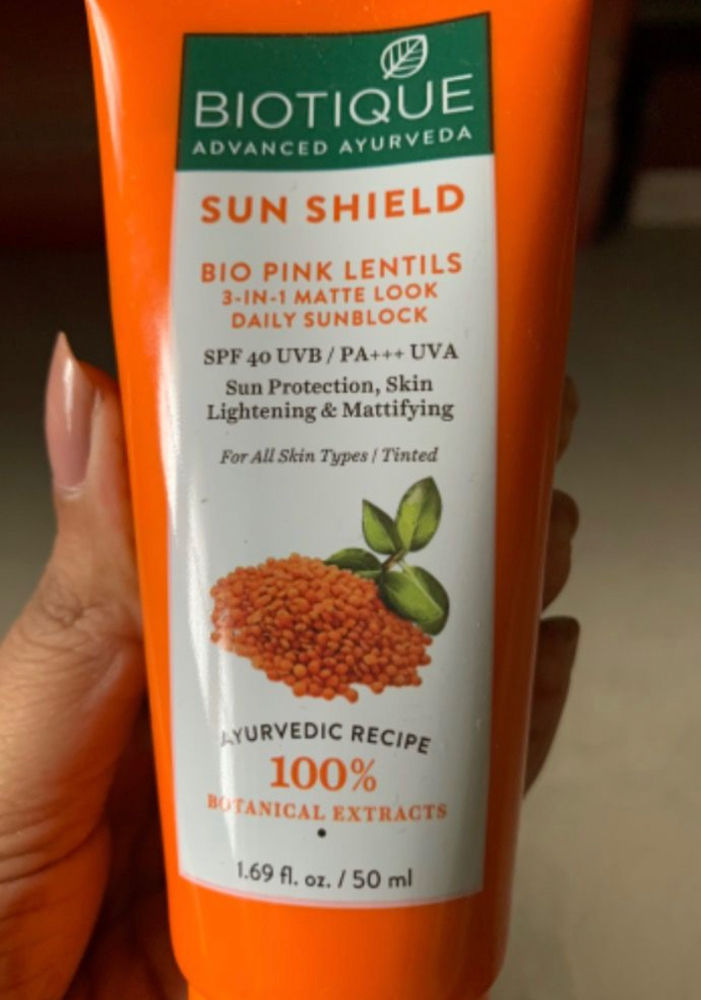 BIOTIQUE
ADVANCED AYURVEDA
SUN SHIELD
BIO PINK LENTILS
3-IN-1 MATTE LOOK
DAILY SUNBLOCK
SPF 40 UVB / PA+++ UVA
Sun Protection, Skin
Lightening & Mattifying
For All Skin Types / Tinted
AYURVEDIC RECIPE
100%
BOTANICAL EXTRACTS
1.69 fl. oz. / 50 ml